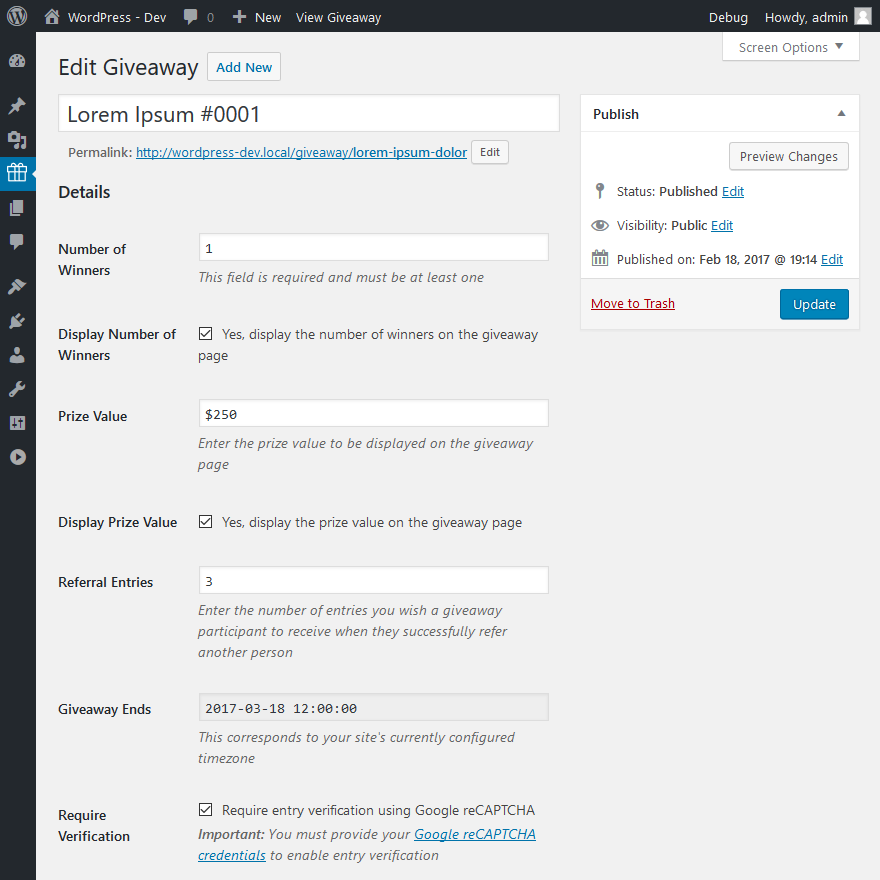 WordPress - Dev 0 New View Giveaway Debug Howdy, admin
Screen Options
Edit Giveaway Add New
Lorem Ipsum #0001
Permalink: http://wordpress-dev.local/giveaway/lorem-ipsum-dolor Edit
Details
Number of
Winners
1
This field is required and must be at least one
Display Number of
Winners
Yes, display the number of winners on the giveaway
page
Prize Value
$250
Enter the prize value to be displayed on the giveaway
page
Display Prize Value
Yes, display the prize value on the giveaway page
Referral Entries
3
Enter the number of entries you wish a giveaway
participant to receive when they successfully refer
another person
Giveaway Ends
2017-03-18 12:00:00
This corresponds to your site's currently configured
timezone
Require
Verification
Require entry verification using Google reCAPTCHA
Important: You must provide your Google reCAPTCHA
credentials to enable entry verification
Publish
Preview Changes
Status: Published Edit
Visibility: Public Edit
Published on: Feb 18, 2017 @ 19:14 Edit
Move to Trash
Update